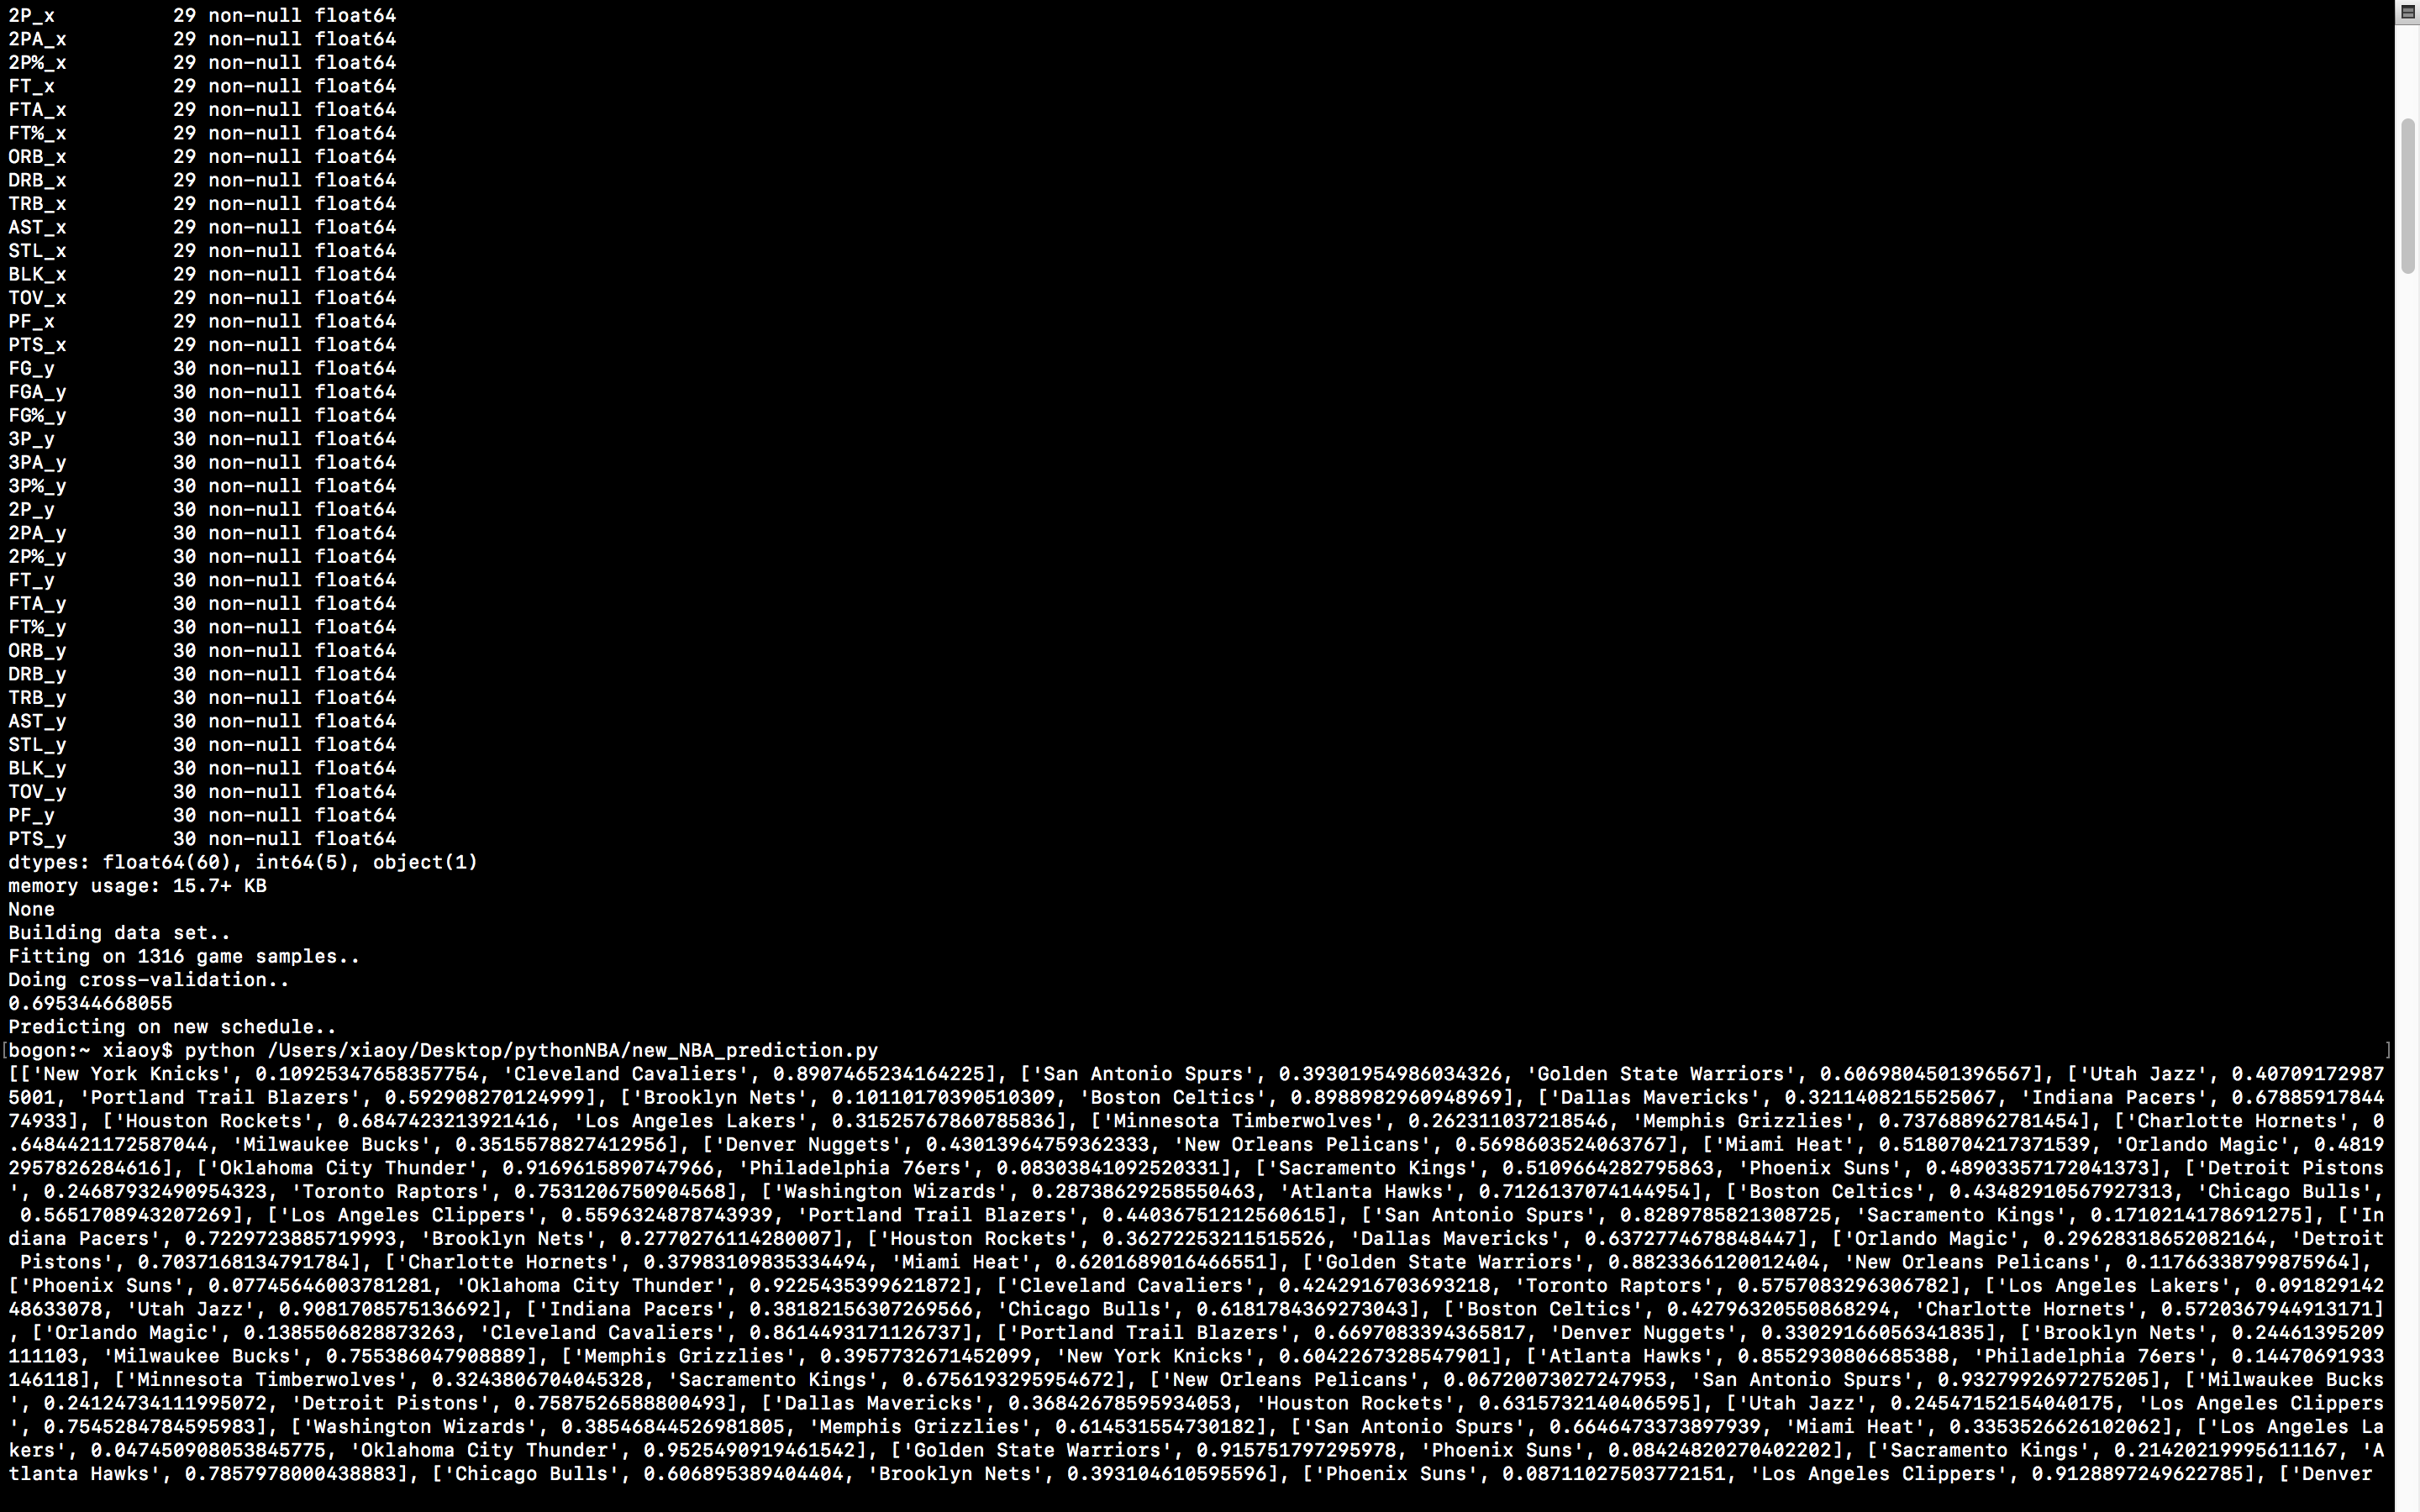 2P_x         29 non-null float64
2PA_x        29 non-null float64
2P%_x        29 non-null float64
FT_x         29 non-null float64
FTA_x        29 non-null float64
FT%_x        29 non-null float64
ORB_x        29 non-null float64
DRB_x        29 non-null float64
TRB_x        29 non-null float64
AST_x        29 non-null float64
STL_x        29 non-null float64
BLK_x        29 non-null float64
TOV_x        29 non-null float64
PF_x         29 non-null float64
PTS_x        29 non-null float64
FG_y         30 non-null float64
FGA_y        30 non-null float64
FG%_y        30 non-null float64
3P_y         30 non-null float64
3PA_y        30 non-null float64
3P%_y        30 non-null float64
2P_y         30 non-null float64
2PA_y        30 non-null float64
2P%_y        30 non-null float64
FT_y         30 non-null float64
FTA_y        30 non-null float64
FT%_y        30 non-null float64
ORB_y        30 non-null float64
DRB_y        30 non-null float64
TRB_y        30 non-null float64
AST_y        30 non-null float64
STL_y        30 non-null float64
BLK_y        30 non-null float64
TOV_y        30 non-null float64
PF_y         30 non-null float64
PTS_y        30 non-null float64
dtypes: float64(60), int64(5), object(1)
memory usage: 15.7+ KB
None
Building data set..
Fitting on 1316 game samples..
Doing cross-validation..
0.695344668055
Predicting on new schedule..
[bogon:~ xiaoy$ python /Users/xiaoy/Desktop/pythonNBA/new_NBA_prediction.py ]
[['New York Knicks', 0.10925347658357754, 'Cleveland Cavaliers', 0.8907465234164225], ['San Antonio Spurs', 0.39301954986034326, 'Golden State Warriors', 0.6069804501396567], ['Utah Jazz', 0.40709172987
5001, 'Portland Trail Blazers', 0.592908270124999], ['Brooklyn Nets', 0.10110170390510309, 'Boston Celtics', 0.8988982960948969], ['Dallas Mavericks', 0.3211408215525067, 'Indiana Pacers', 0.67885917844
74933], ['Houston Rockets', 0.6847423213921416, 'Los Angeles Lakers', 0.31525767860785836], ['Minnesota Timberwolves', 0.262311037218546, 'Memphis Grizzlies', 0.737688962781454], ['Charlotte Hornets', 0
.6484421172587044, 'Milwaukee Bucks', 0.3515578827412956], ['Denver Nuggets', 0.43013964759362333, 'New Orleans Pelicans', 0.5698603524063767], ['Miami Heat', 0.5180704217371539, 'Orlando Magic', 0.4819
2957826284616], ['Oklahoma City Thunder', 0.9169615890747966, 'Philadelphia 76ers', 0.08303841092520331], ['Sacramento Kings', 0.5109664282795863, 'Phoenix Suns', 0.48903357172041373], ['Detroit Pistons
', 0.24687932490954323, 'Toronto Raptors', 0.7531206750904568], ['Washington Wizards', 0.28738629258550463, 'Atlanta Hawks', 0.7126137074144954], ['Boston Celtics', 0.43482910567927313, 'Chicago Bulls',
 0.5651708943207269], ['Los Angeles Clippers', 0.5596324878743939, 'Portland Trail Blazers', 0.44036751212560615], ['San Antonio Spurs', 0.8289785821308725, 'Sacramento Kings', 0.1710214178691275], ['In
diana Pacers', 0.7229723885719993, 'Brooklyn Nets', 0.2770276114280007], ['Houston Rockets', 0.36272253211515526, 'Dallas Mavericks', 0.6372774678848447], ['Orlando Magic', 0.29628318652082164, 'Detroit
 Pistons', 0.7037168134791784], ['Charlotte Hornets', 0.37983109835334494, 'Miami Heat', 0.6201689016466551], ['Golden State Warriors', 0.8823366120012404, 'New Orleans Pelicans', 0.11766338799875964],
['Phoenix Suns', 0.07745646003781281, 'Oklahoma City Thunder', 0.9225435399621872], ['Cleveland Cavaliers', 0.4242916703693218, 'Toronto Raptors', 0.5757083296306782], ['Los Angeles Lakers', 0.091829142
48633078, 'Utah Jazz', 0.9081708575136692], ['Indiana Pacers', 0.38182156307269566, 'Chicago Bulls', 0.6181784369273043], ['Boston Celtics', 0.42796320550868294, 'Charlotte Hornets', 0.5720367944913171]
, ['Orlando Magic', 0.1385506828873263, 'Cleveland Cavaliers', 0.8614493171126737], ['Portland Trail Blazers', 0.6697083394365817, 'Denver Nuggets', 0.33029166056341835], ['Brooklyn Nets', 0.24461395209
111103, 'Milwaukee Bucks', 0.755386047908889], ['Memphis Grizzlies', 0.3957732671452099, 'New York Knicks', 0.6042267328547901], ['Atlanta Hawks', 0.8552930806685388, 'Philadelphia 76ers', 0.14470691933
146118], ['Minnesota Timberwolves', 0.3243806704045328, 'Sacramento Kings', 0.6756193295954672], ['New Orleans Pelicans', 0.06720073027247953, 'San Antonio Spurs', 0.9327992697275205], ['Milwaukee Bucks
', 0.24124734111995072, 'Detroit Pistons', 0.7587526588800493], ['Dallas Mavericks', 0.36842678595934053, 'Houston Rockets', 0.6315732140406595], ['Utah Jazz', 0.24547152154040175, 'Los Angeles Clippers
', 0.7545284784595983], ['Washington Wizards', 0.38546844526981805, 'Memphis Grizzlies', 0.614531554730182], ['San Antonio Spurs', 0.6646473373897939, 'Miami Heat', 0.3353526626102062], ['Los Angeles La
kers', 0.047450908053845775, 'Oklahoma City Thunder', 0.9525490919461542], ['Golden State Warriors', 0.915751797295978, 'Phoenix Suns', 0.08424820270402202], ['Sacramento Kings', 0.21420219995611167, 'A
tlanta Hawks', 0.7857978000438883], ['Chicago Bulls', 0.606895389404404, 'Brooklyn Nets', 0.393104610595596], ['Phoenix Suns', 0.08711027503772151, 'Los Angeles Clippers', 0.9128897249622785], ['Denver